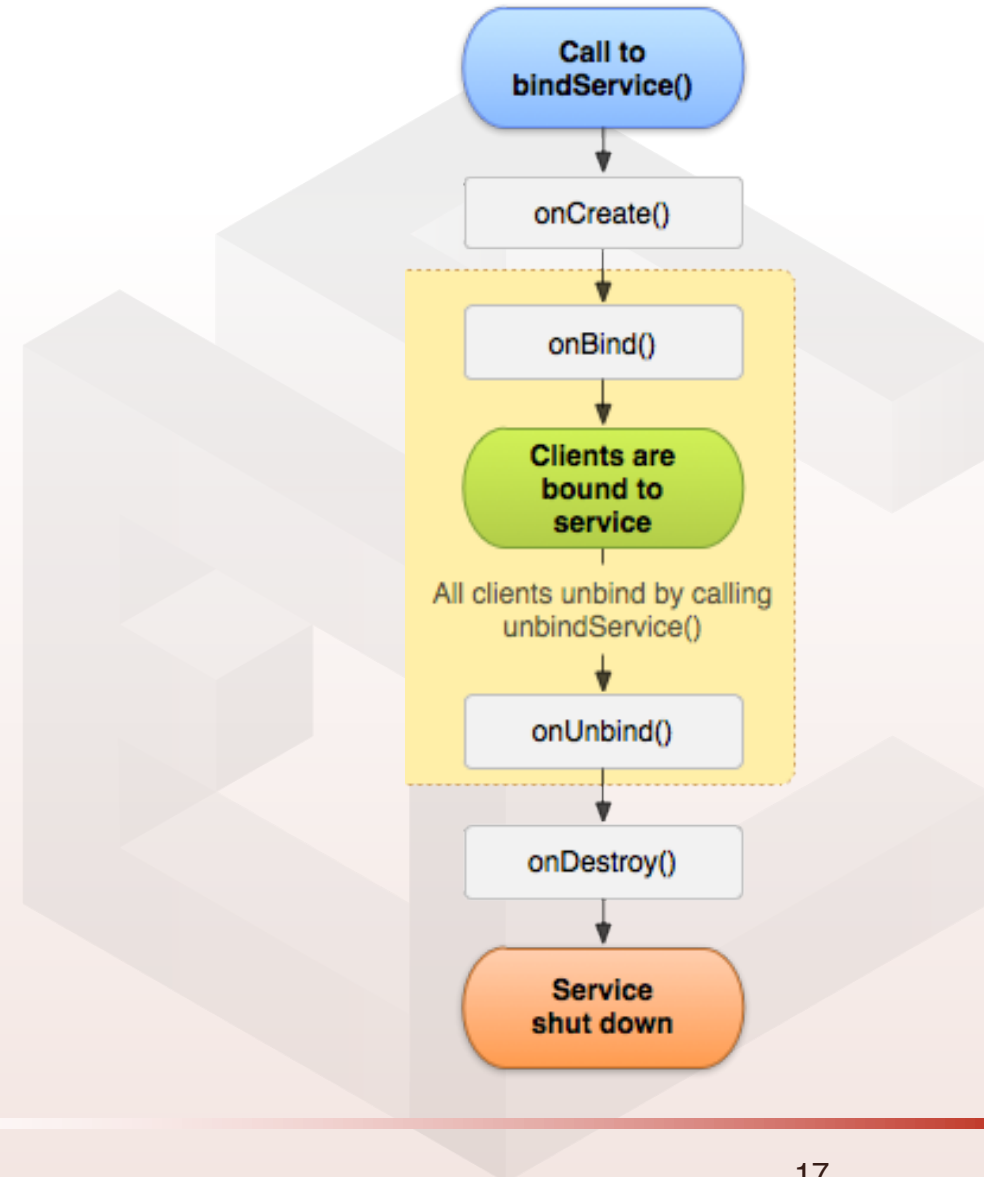 Call to
bindService()
onCreate()
onBind()
Clients are
bound to
service
All clients unbind by calling
unbindService()
onUnbind()
onDestroy()
Service
shut down
17